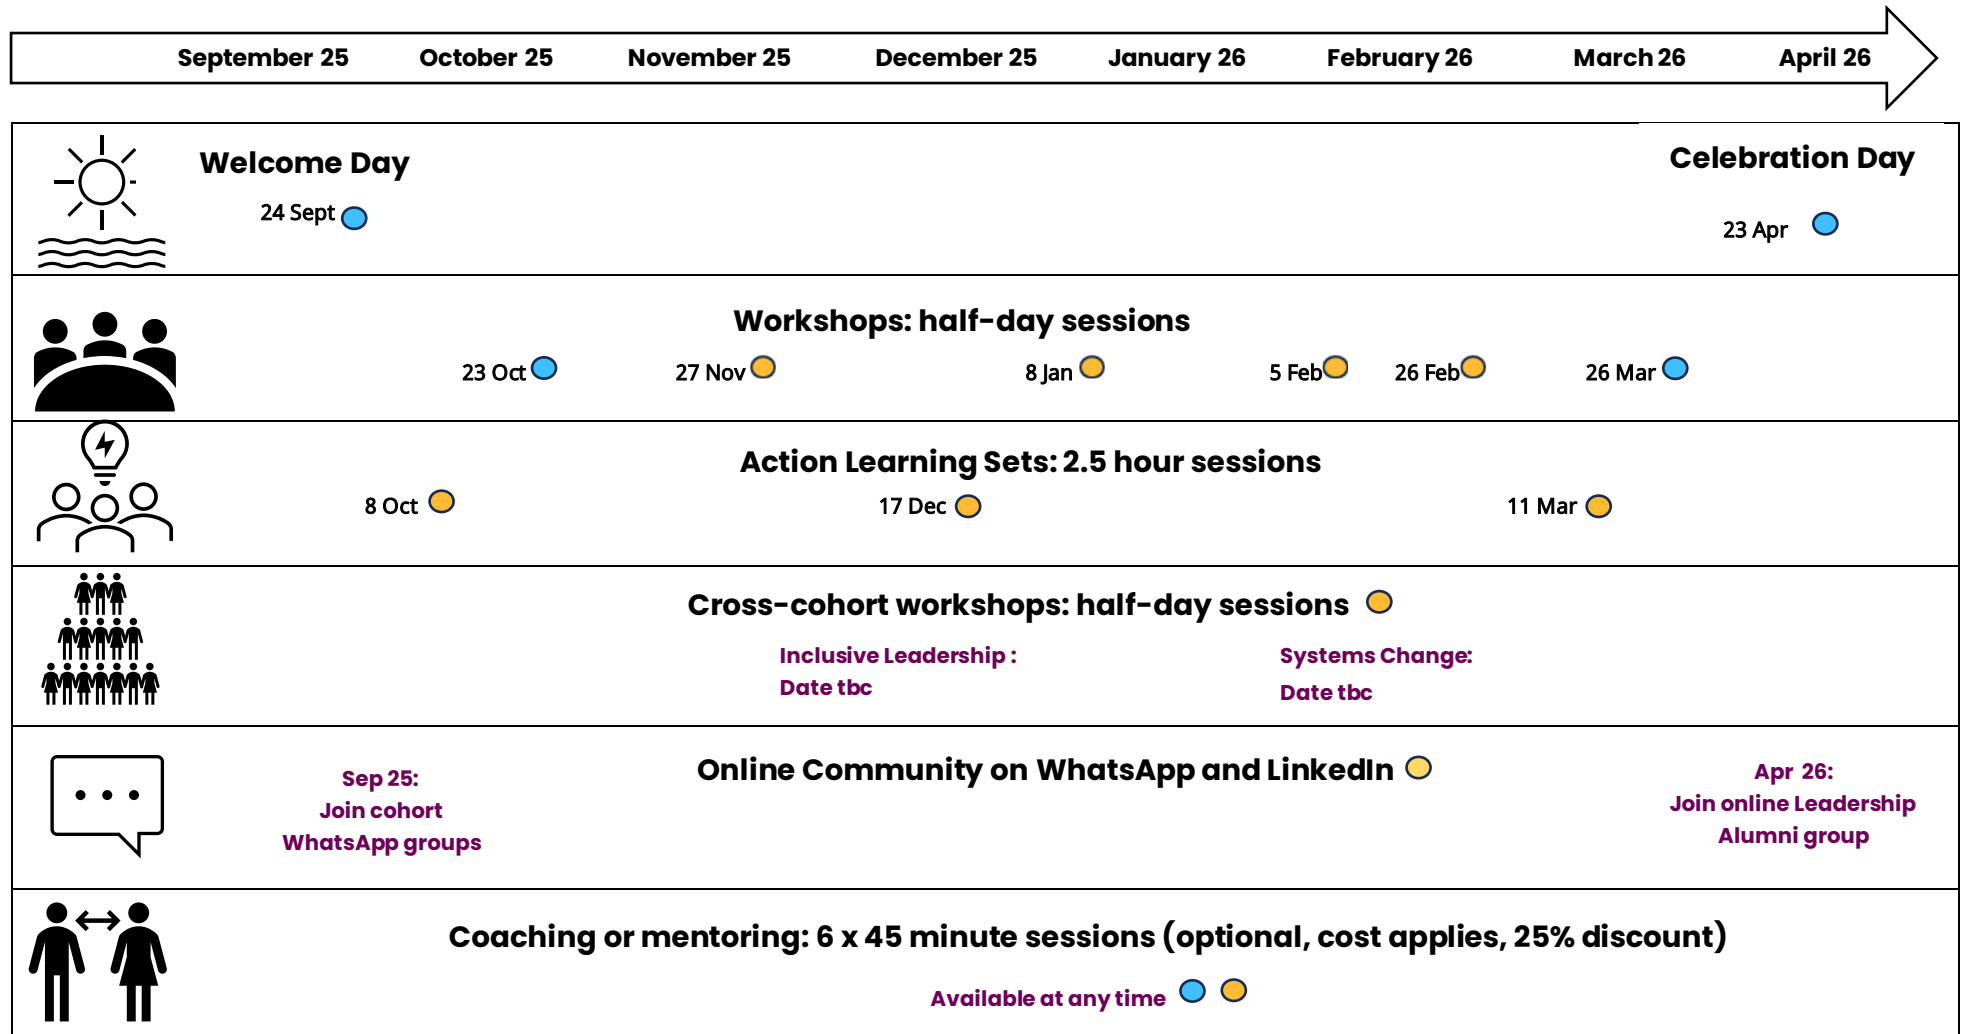 September 25 October 25 November 25 December 25 January 26 February 26 March 26 April 26
Welcome Day
24 Sept
Celebration Day
23 Apr
Workshops: half-day sessions
23 Oct 27 Nov 8 Jan 5 Feb 26 Feb 26 Mar
Action Learning Sets: 2.5 hour sessions
8 Oct 17 Dec 11 Mar
Cross-cohort workshops: half-day sessions
Inclusive Leadership :
Date tbc
Systems Change:
Date tbc
Online Community on WhatsApp and LinkedIn
Sep 25:
Join cohort
WhatsApp groups
Apr 26:
Join online Leadership
Alumni group
Coaching or mentoring: 6 x 45 minute sessions (optional, cost applies, 25% discount)
Available at any time